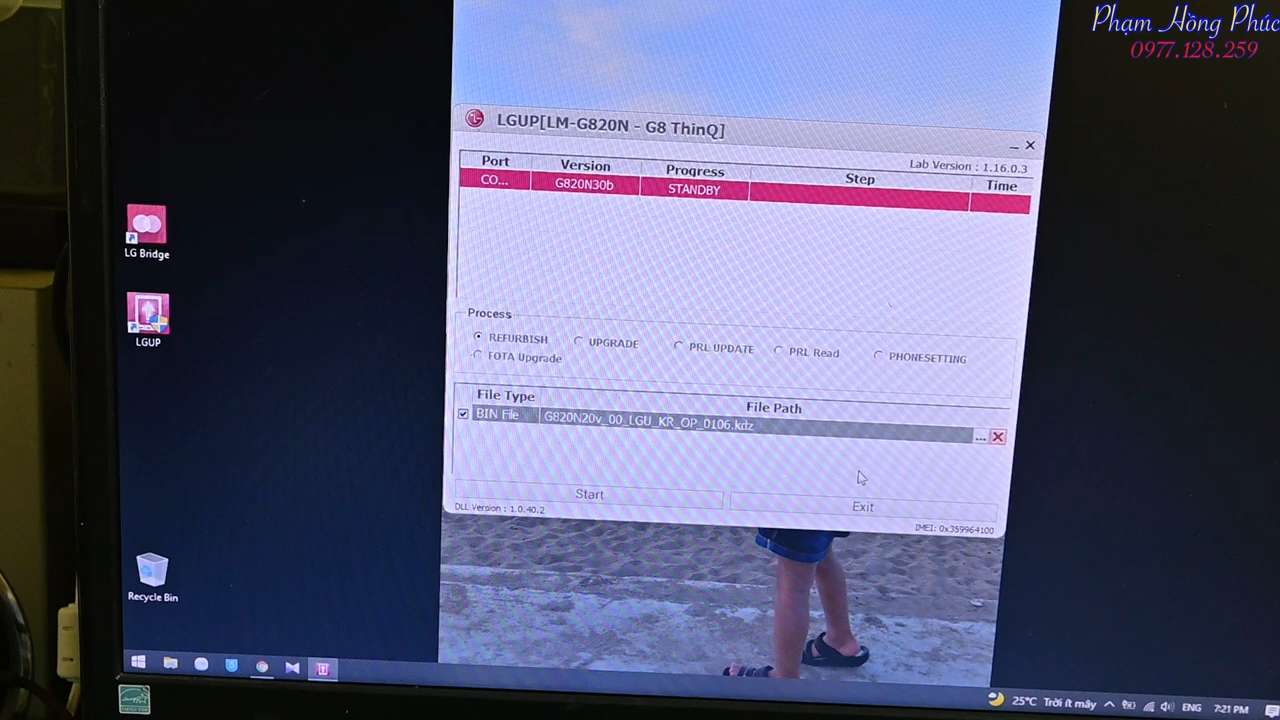 Phạm Hồng Phúc
0977.128.259
LGUP[LM-G820N - G8 ThinQ]
Lab Version : 1.16.0.3
Port Version Progress Step Time
CO... G820N30b STANDBY
LG Bridge
LGUP
Process
REFURBISH UPGRADE PRL UPDATE PRL Read PHONESETTING
FOTA Upgrade
File Type File Path
BIN File G820N20v_00_LGU_KR_OP_0106.kdz ...
Start Exit
DLL Version : 1.0.40.2 IMEI: 0x359964100
Recycle Bin
25°C Trời ít mây ENG 7:21 PM